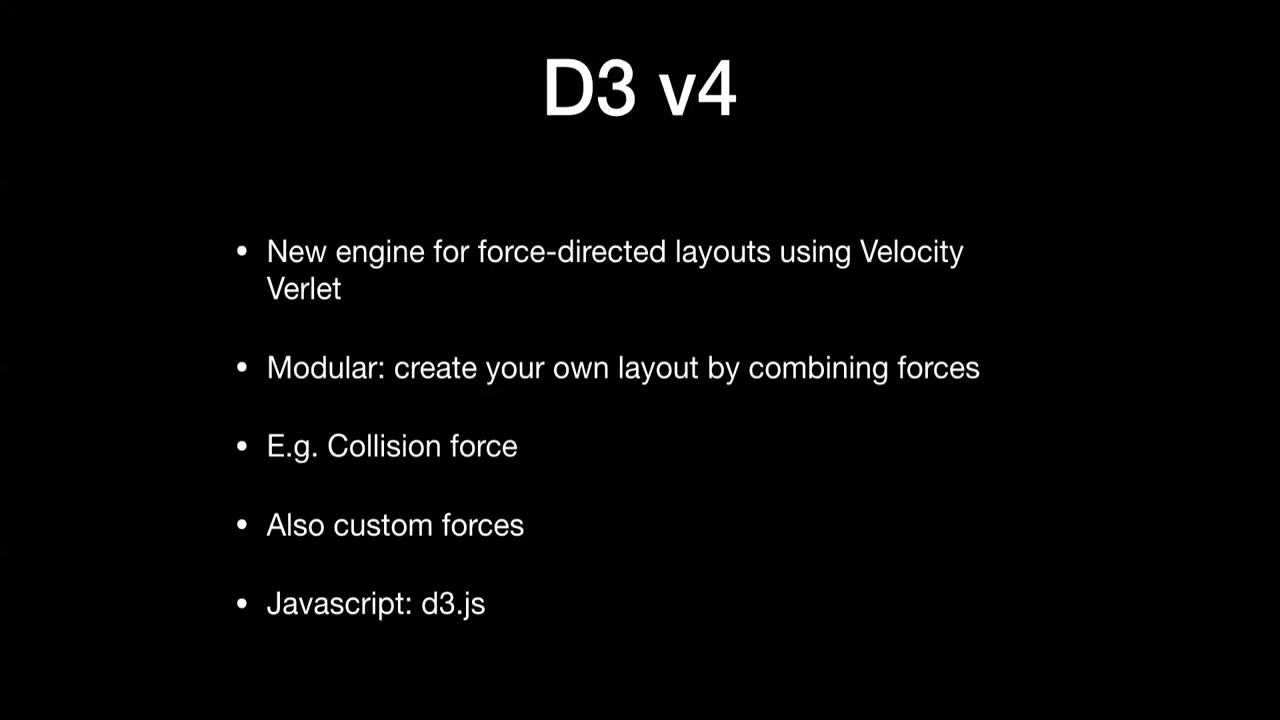 D3 v4
• New engine for force-directed layouts using Velocity
Verlet
• Modular: create your own layout by combining forces
• E.g. Collision force
• Also custom forces
• Javascript: d3.js